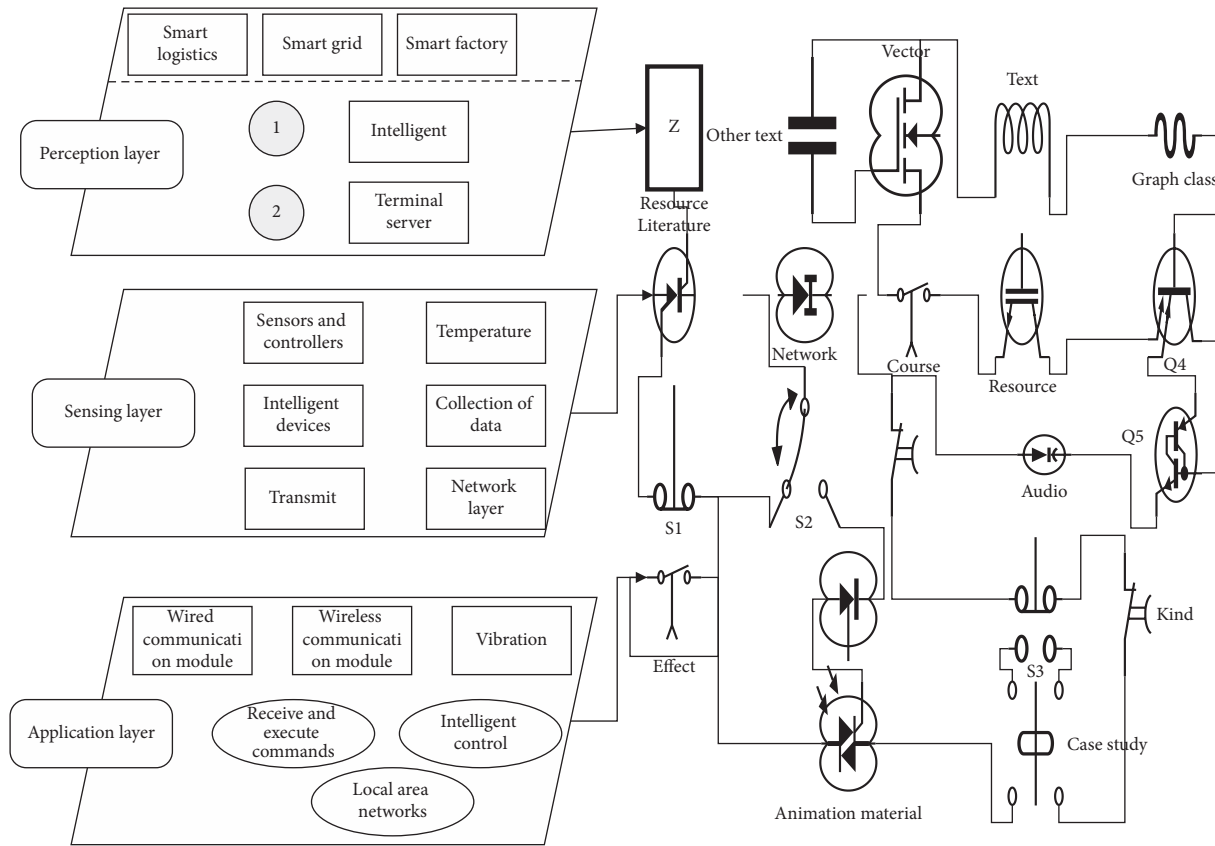 Smart
logistics
Smart grid
Smart factory
1
Intelligent
Perception layer
2
Terminal
server
Z
Resource
Literature
Other text
Vector
Text
Graph class
Sensors and
controllers
Temperature
Sensing layer
Intelligent
devices
Collection of
data
Transmit
Network
layer
Network
Course
Resource
Q4
Q5
Audio
S1
S2
Wired
communicati
on module
Wireless
communicati
on module
Vibration
Effect
Kind
S3
Application layer
Receive and
execute
commands
Intelligent
control
Local area
networks
Case study
Animation material